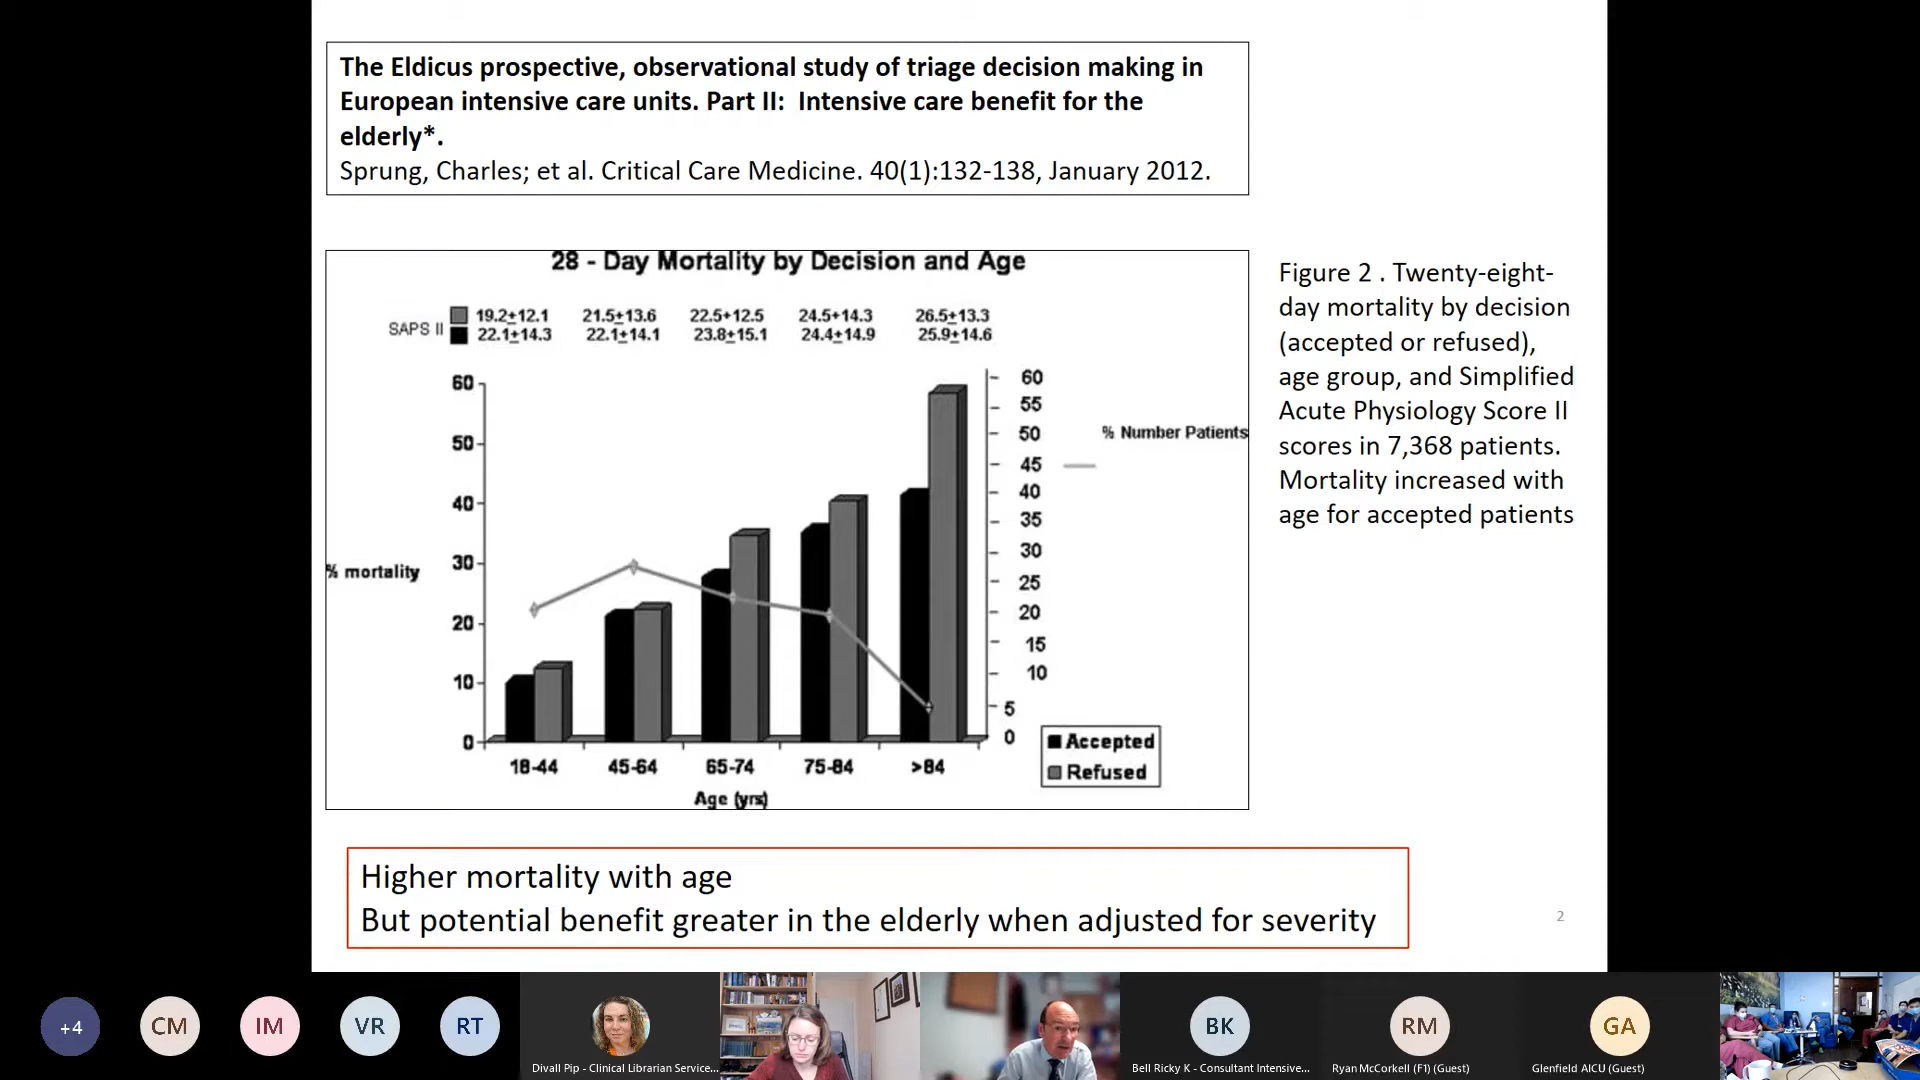 The Eldicus prospective, observational study of triage decision making in
European intensive care units. Part II:  Intensive care benefit for the
elderly*.
Sprung, Charles; et al. Critical Care Medicine. 40(1):132-138, January 2012.
28 - Day Mortality by Decision and Age
SAPS II
19.2±12.1 21.5±13.6 22.5+12.5 24.5+14.3 26.5±13.3
22.1±14.3 22.1±14.1 23.8±15.1 24.4±14.9 25.9±14.6
% mortality
60
50
40
30
20
10
0
60
55
50
45
40
35
30
25
20
15
10
5
0
% Number Patients
18-44 45-64 65-74 75-84 >84
Age (yrs)
Accepted
Refused
Figure 2 . Twenty-eight-
day mortality by decision
(accepted or refused),
age group, and Simplified
Acute Physiology Score II
scores in 7,368 patients.
Mortality increased with
age for accepted patients
Higher mortality with age
But potential benefit greater in the elderly when adjusted for severity
2
+4
CM
IM
VR
RT
Divall Pip - Clinical Librarian Service...
BK
Bell Ricky K - Consultant Intensive...
RM
Ryan McCorkell (F1) (Guest)
GA
Glenfield AICU (Guest)